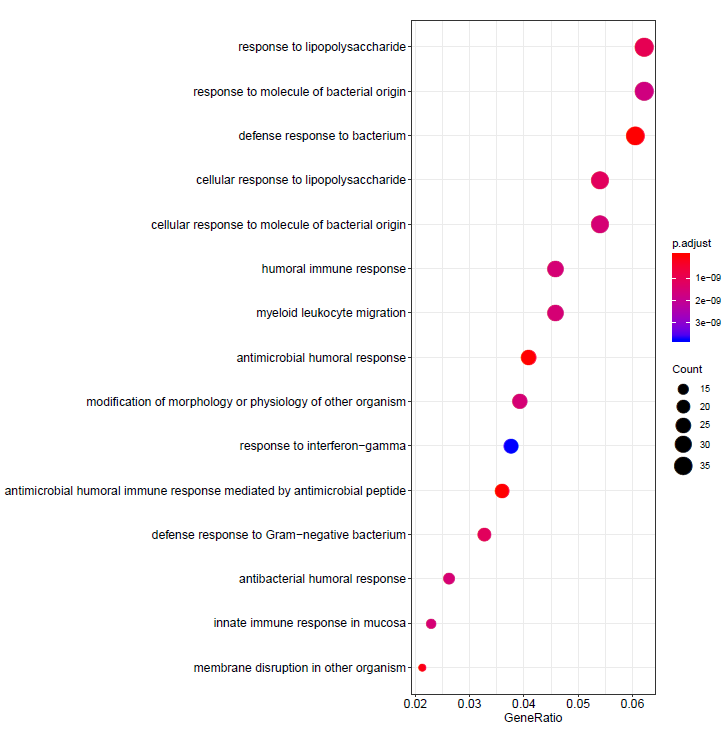 response to lipopolysaccharide
response to molecule of bacterial origin
defense response to bacterium
cellular response to lipopolysaccharide
cellular response to molecule of bacterial origin
humoral immune response
myeloid leukocyte migration
antimicrobial humoral response
modification of morphology or physiology of other organism
response to interferon−gamma
antimicrobial humoral immune response mediated by antimicrobial peptide
defense response to Gram−negative bacterium
antibacterial humoral response
innate immune response in mucosa
membrane disruption in other organism
0.02 0.03 0.04 0.05 0.06
GeneRatio
p.adjust
1e−09
2e−09
3e−09
Count
15
20
25
30
35